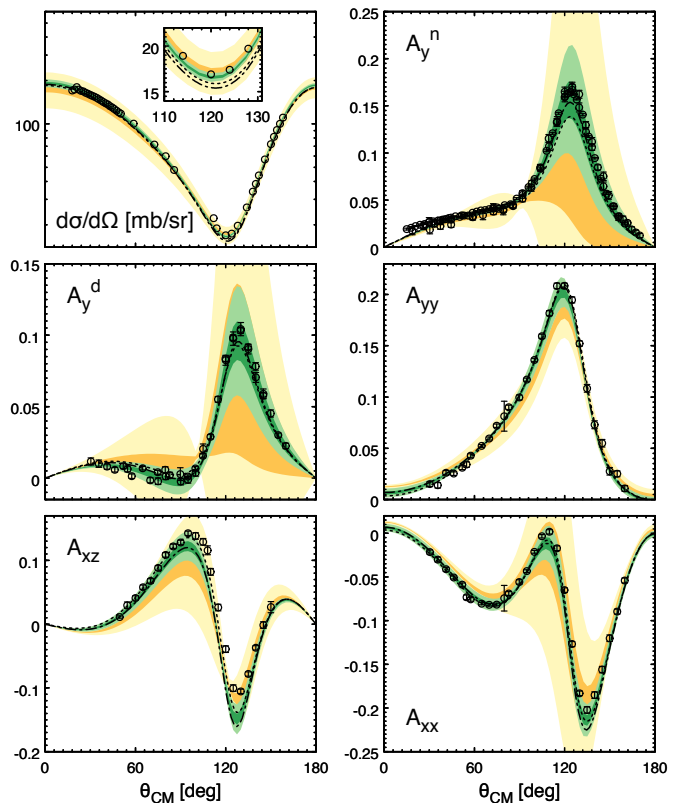 100
dσ/dΩ [mb/sr]
20
15
110 120 130
A_y^n
0.25
0.2
0.15
0.1
0.05
0
A_y^d
0.15
0.1
0.05
0
A_yy
0.2
0.15
0.1
0.05
0
A_xz
0.1
0
-0.1
-0.2
0 60 120 180
θ_CM [deg]
A_xx
0
-0.05
-0.1
-0.15
-0.2
-0.25
0 60 120 180
θ_CM [deg]